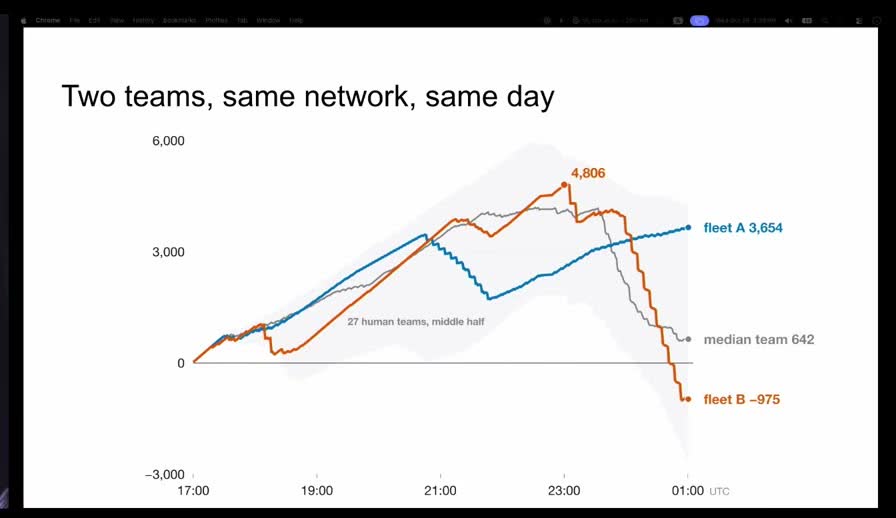 Chrome File Edit View History Bookmarks Profiles Tab Window Help
Two teams, same network, same day
6,000
4,806
fleet A 3,654
3,000
27 human teams, middle half
median team 642
0
fleet B −975
−3,000
17:00 19:00 21:00 23:00 01:00 UTC